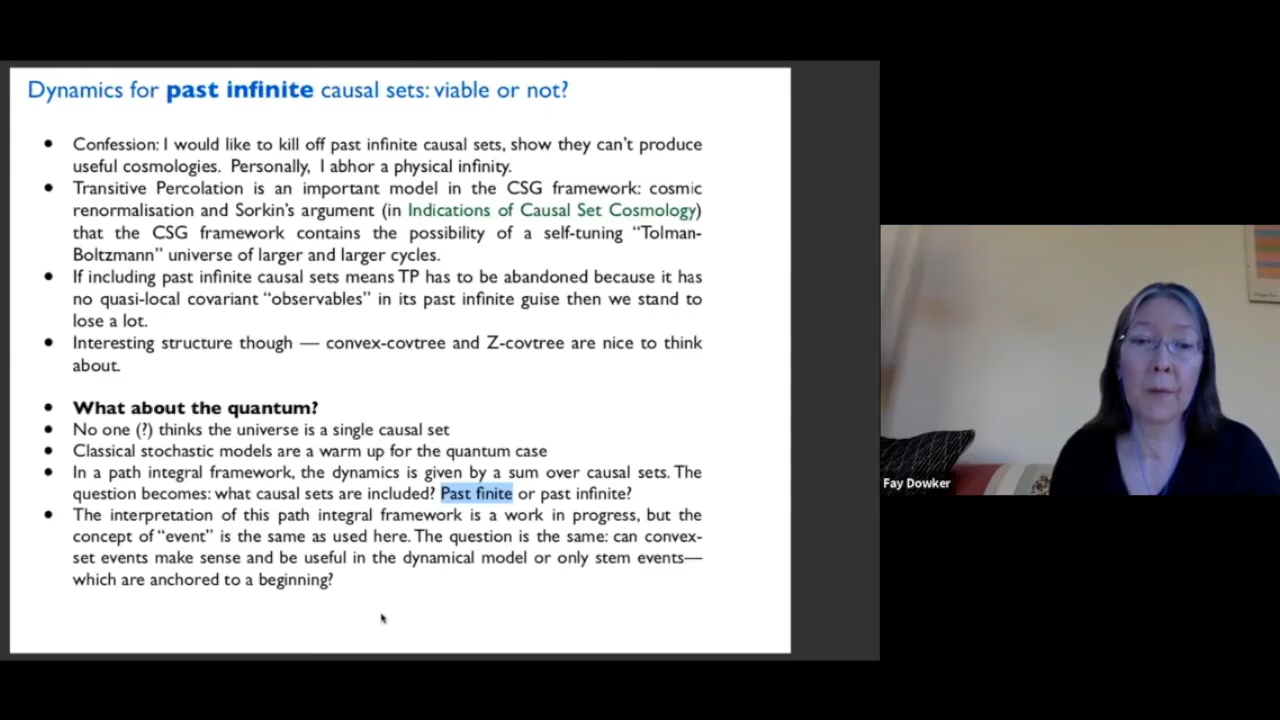 Dynamics for past infinite causal sets: viable or not?
• Confession: I would like to kill off past infinite causal sets, show they can't produce
useful cosmologies. Personally, I abhor a physical infinity.
• Transitive Percolation is an important model in the CSG framework: cosmic
renormalisation and Sorkin's argument (in Indications of Causal Set Cosmology)
that the CSG framework contains the possibility of a self-tuning “Tolman-
Boltzmann” universe of larger and larger cycles.
• If including past infinite causal sets means TP has to be abandoned because it has
no quasi-local covariant “observables” in its past infinite guise then we stand to
lose a lot.
• Interesting structure though — convex-covtree and Z-covtree are nice to think
about.
• What about the quantum?
• No one (?) thinks the universe is a single causal set
• Classical stochastic models are a warm up for the quantum case
• In a path integral framework, the dynamics is given by a sum over causal sets. The
question becomes: what causal sets are included? Past finite or past infinite?
• The interpretation of this path integral framework is a work in progress, but the
concept of “event” is the same as used here. The question is the same: can convex-
set events make sense and be useful in the dynamical model or only stem events—
which are anchored to a beginning?
Fay Dowker